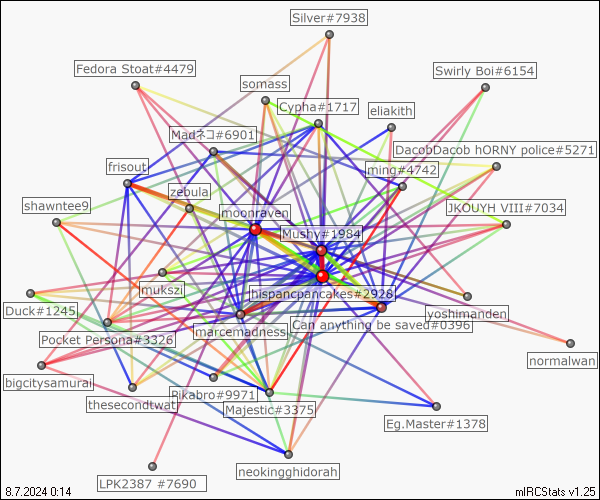 Silver#7938
Fedora Stoat#4479
Swirly Boi#6154
somass
Cypha#1717
eliakith
Madネコ#6901
DacobDacob hORNY police#5271
frisout
ming#4742
zebula
shawntee9
moonraven
JKOUYH VIII#7034
Mushy#1984
mukszi
hispancpancakes#2928
Duck#1245
yoshimanden
marcemadness
Can anything be saved#0396
Pocket Persona#3326
normalwan
bigcitysamurai
Pikabro#9971
thesecondtwat
Majestic#3375
Eg.Master#1378
neokingghidorah
LPK2387 #7690
8.7.2024 0:14
mIRCStats v1.25